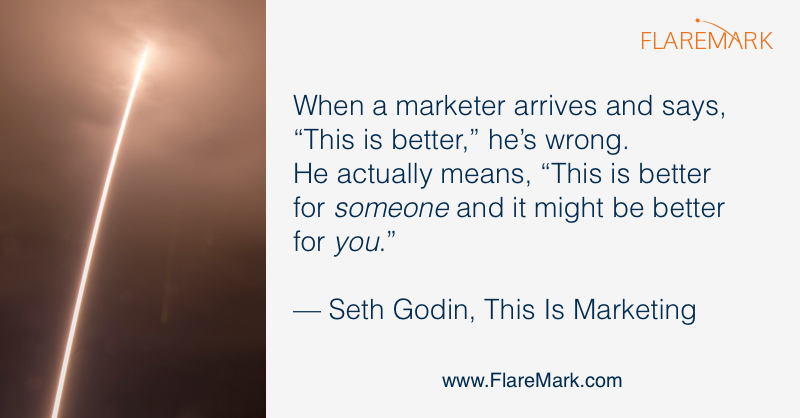 FLAREMARK
When a marketer arrives and says,
“This is better,” he’s wrong.
He actually means, “This is better
for someone and it might be better
for you.”
— Seth Godin, This Is Marketing
www.FlareMark.com